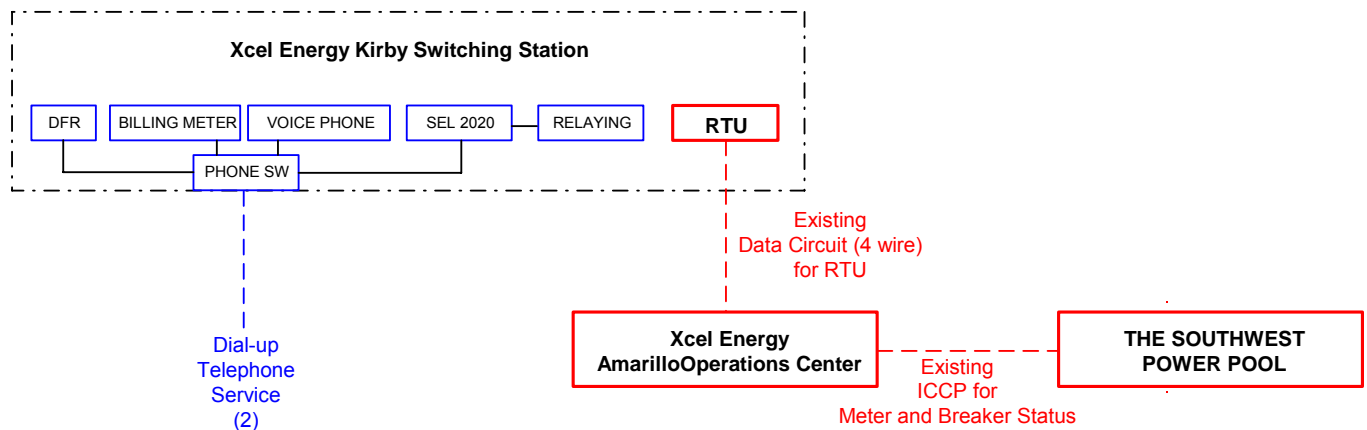 Xcel Energy Kirby Switching Station
DFR
BILLING METER
VOICE PHONE
SEL 2020
RELAYING
RTU
PHONE SW
Existing
Data Circuit (4 wire)
for RTU
Dial-up
Telephone
Service
(2)
Xcel Energy
AmarilloOperations Center
Existing
ICCP for
Meter and Breaker Status
THE SOUTHWEST
POWER POOL